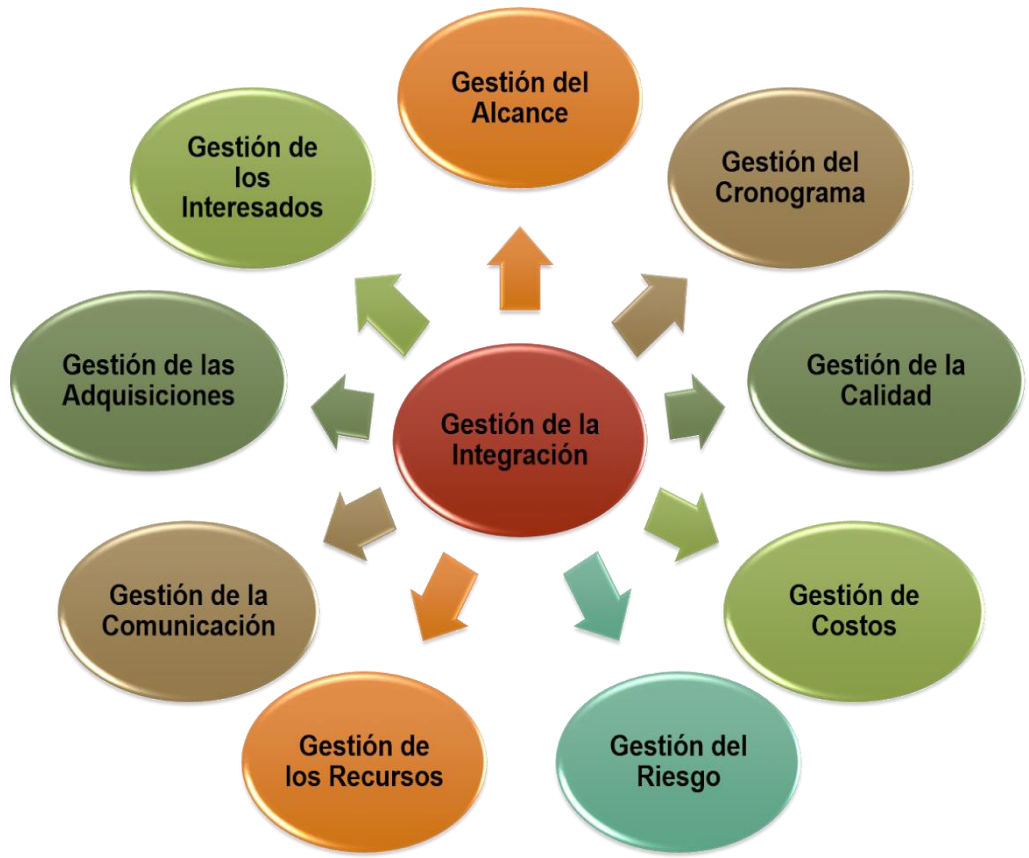 Gestión del
Alcance
Gestión del
Cronograma
Gestión de la
Calidad
Gestión de
Costos
Gestión del
Riesgo
Gestión de
los Recursos
Gestión de la
Comunicación
Gestión de las
Adquisiciones
Gestión de
los
Interesados
Gestión de la
Integración